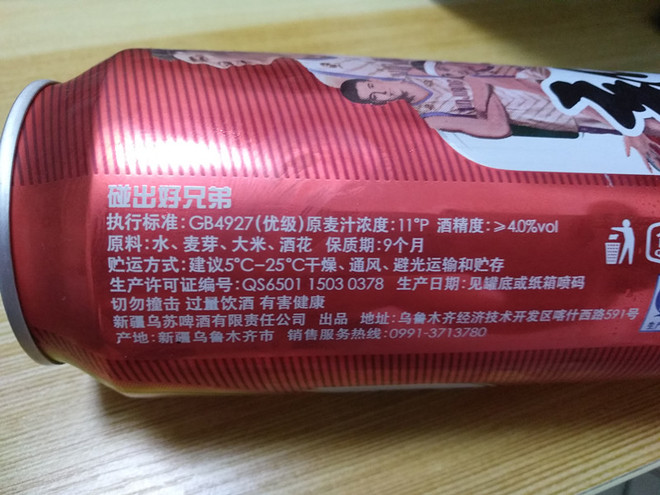 碰出好兄弟
执行标准：GB4927(优级)原麦汁浓度：11°P 酒精度：≥4.0%vol
原料：水、麦芽、大米、酒花 保质期：9个月
贮运方式：建议5°C-25°C干燥、通风、避光运输和贮存
生产许可证编号：QS6501 1503 0378 生产日期：见罐底或纸箱喷码
切勿撞击 过量饮酒 有害健康
新疆乌苏啤酒有限责任公司 出品 地址：乌鲁木齐经济技术开发区喀什西路591号
产地：新疆乌鲁木齐市 销售服务热线：0991-3713780